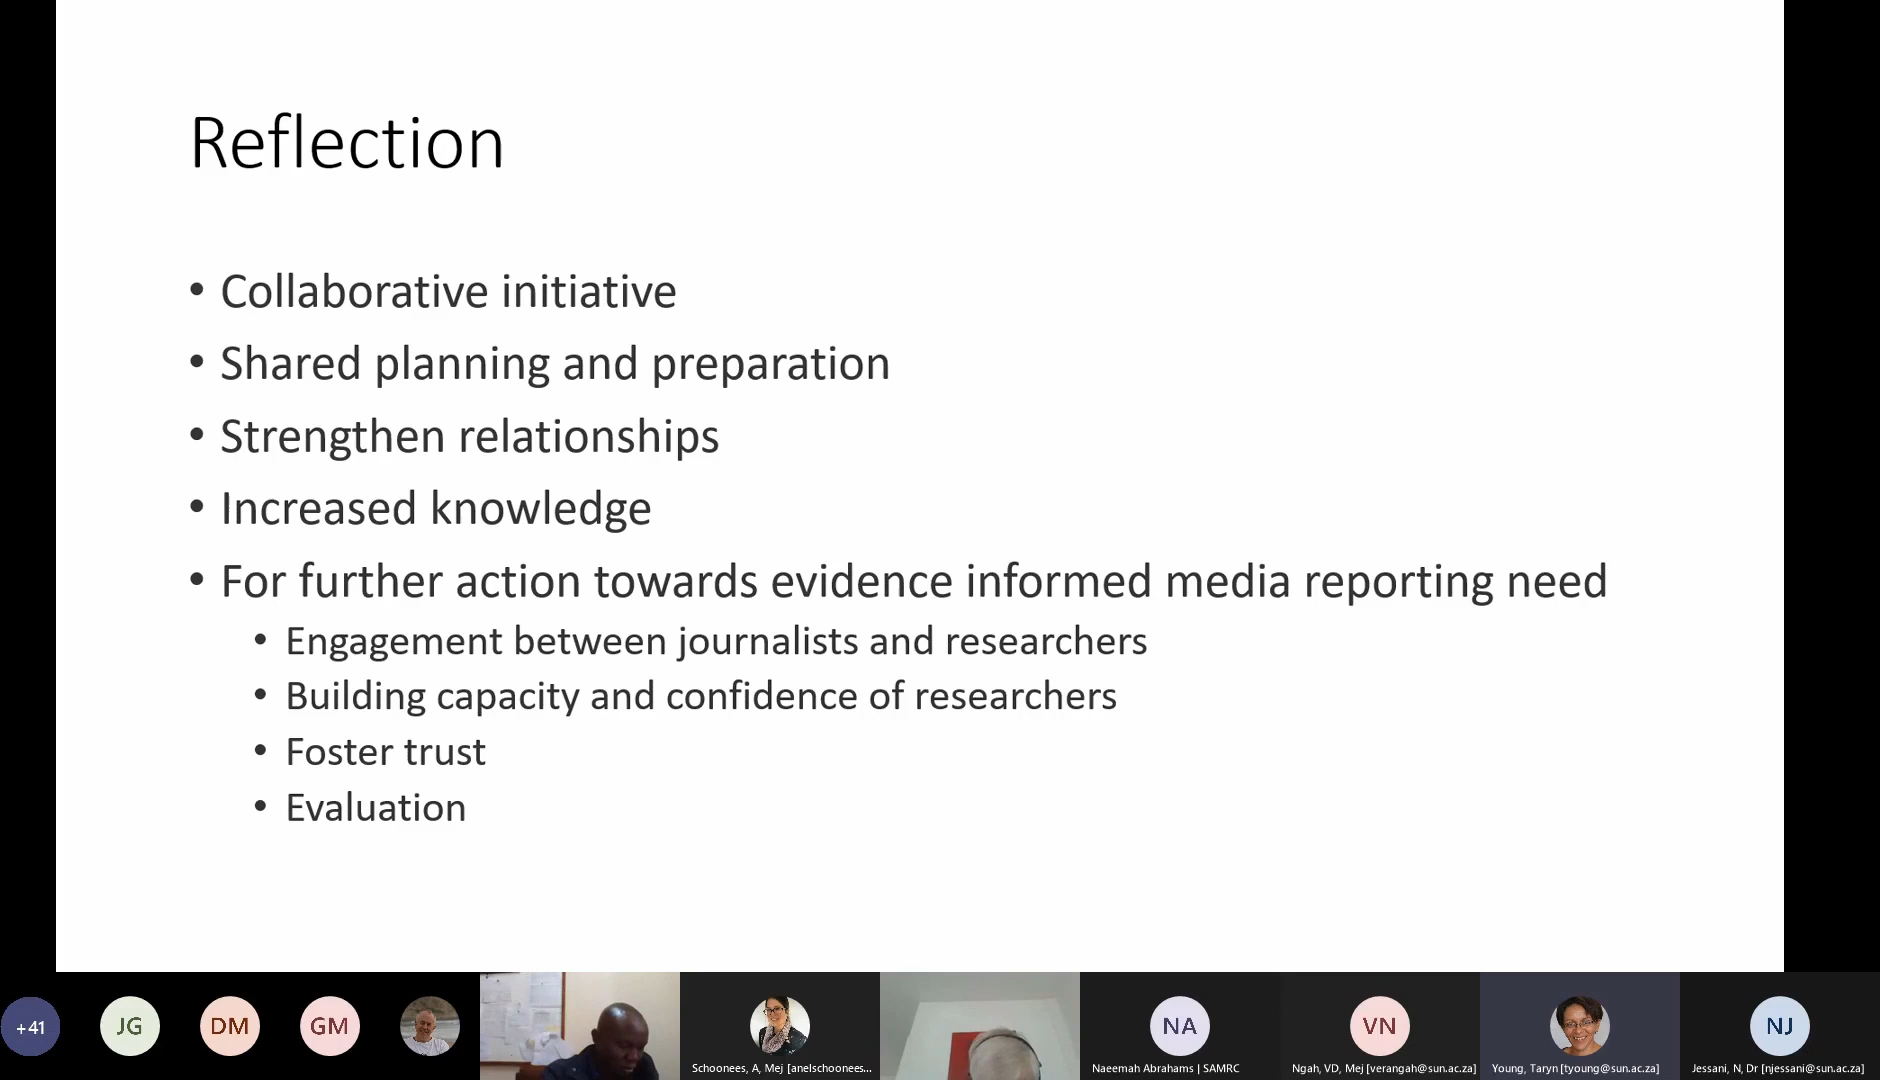 Reflection
• Collaborative initiative
• Shared planning and preparation
• Strengthen relationships
• Increased knowledge
• For further action towards evidence informed media reporting need
• Engagement between journalists and researchers
• Building capacity and confidence of researchers
• Foster trust
• Evaluation
+41
JG
DM
GM
NA
VN
NJ
Schoonees, A, Mej [anelschoonees...
Naeemah Abrahams | SAMRC
Ngah, VD, Mej [verangah@sun.ac.za]
Young, Taryn [tyoung@sun.ac.za]
Jessani, N, Dr [njessani@sun.ac.za]